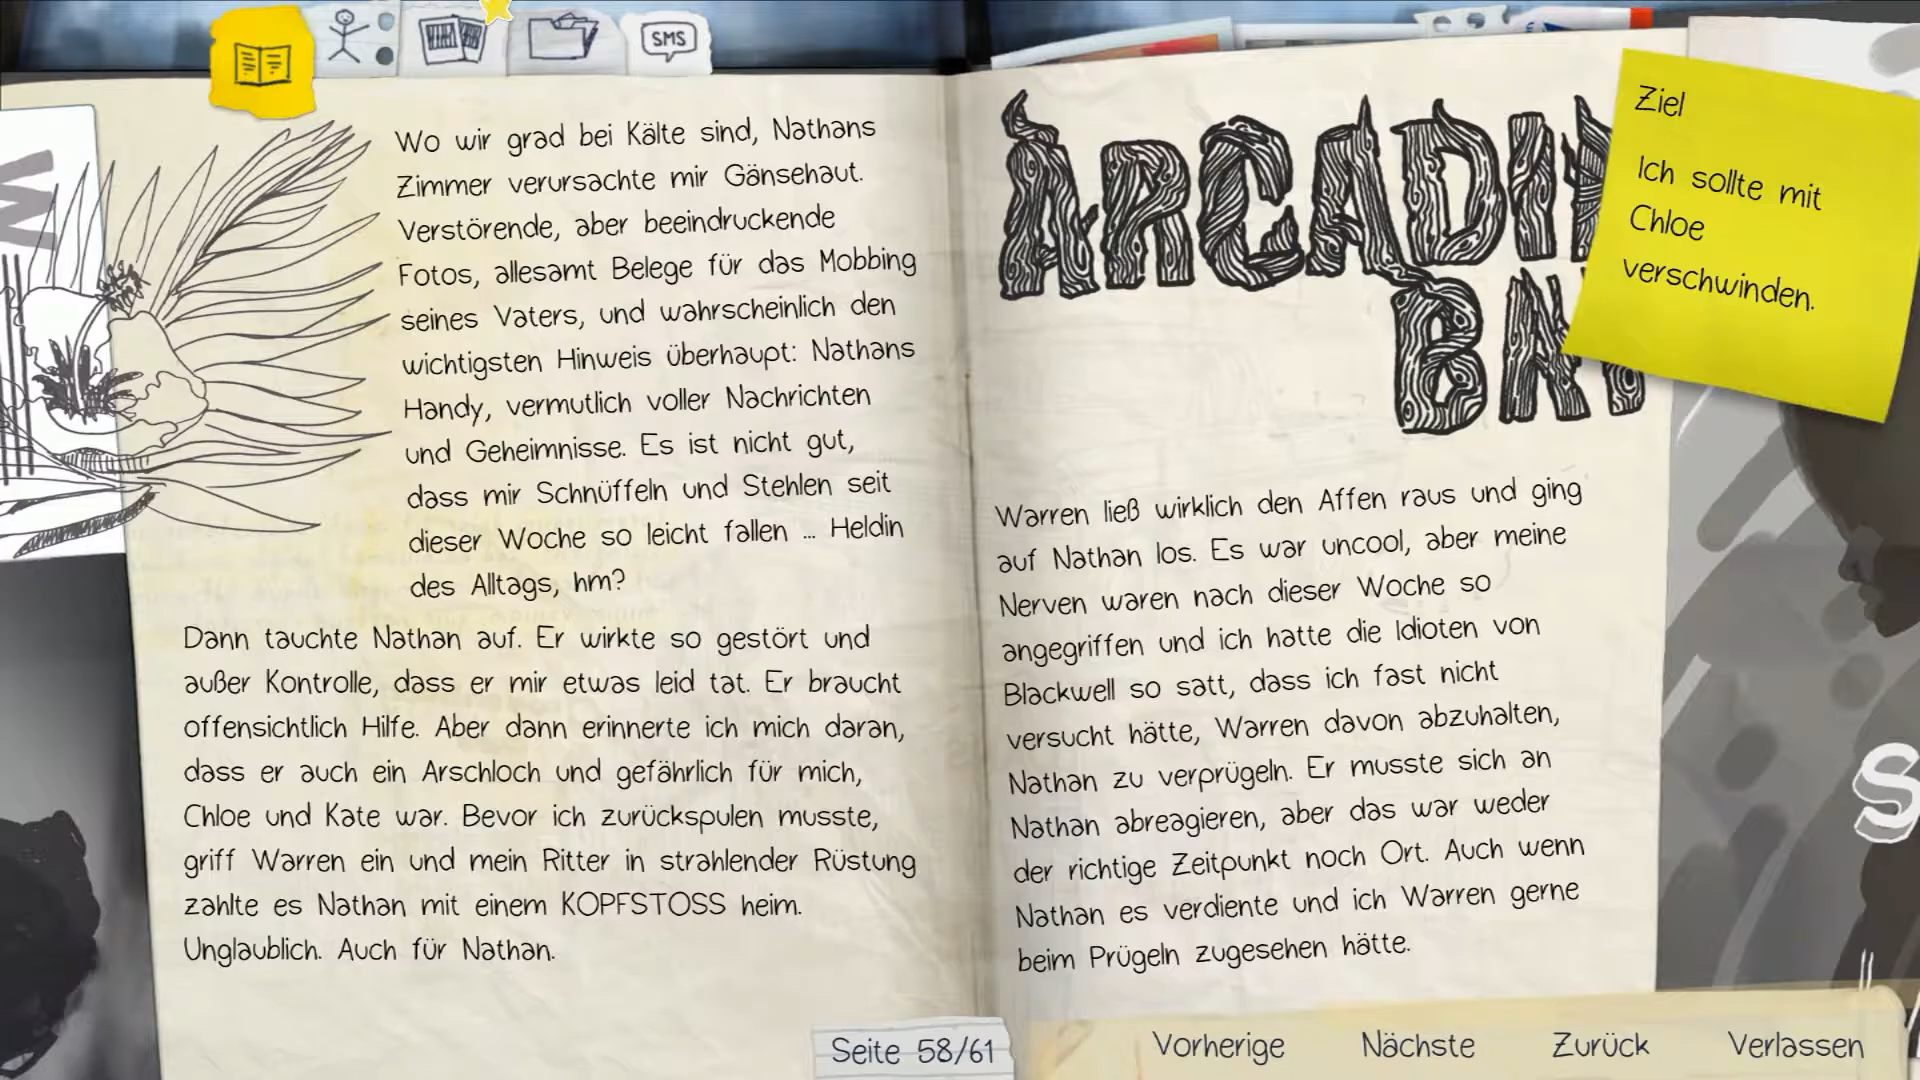 SMS
Wo wir grad bei Kälte sind, Nathans
Zimmer verursachte mir Gänsehaut.
Verstörende, aber beeindruckende
Fotos, allesamt Belege für das Mobbing
seines Vaters, und wahrscheinlich den
wichtigsten Hinweis überhaupt: Nathans
Handy, vermutlich voller Nachrichten
und Geheimnisse. Es ist nicht gut,
dass mir Schnüffeln und Stehlen seit
dieser Woche so leicht fallen ... Heldin
des Alltags, hm?
Dann tauchte Nathan auf. Er wirkte so gestört und
außer Kontrolle, dass er mir etwas leid tat. Er braucht
offensichtlich Hilfe. Aber dann erinnerte ich mich daran,
dass er auch ein Arschloch und gefährlich für mich,
Chloe und Kate war. Bevor ich zurückspulen musste,
griff Warren ein und mein Ritter in strahlender Rüstung
zahlte es Nathan mit einem KOPFSTOSS heim.
Unglaublich. Auch für Nathan.
ARCADI
BAY
Warren ließ wirklich den Affen raus und ging
auf Nathan los. Es war uncool, aber meine
Nerven waren nach dieser Woche so
angegriffen und ich hatte die Idioten von
Blackwell so satt, dass ich fast nicht
versucht hätte, Warren davon abzuhalten,
Nathan zu verprügeln. Er musste sich an
Nathan abreagieren, aber das war weder
der richtige Zeitpunkt noch Ort. Auch wenn
Nathan es verdiente und ich Warren gerne
beim Prügeln zugesehen hätte.
Ziel
Ich sollte mit
Chloe
verschwinden.
S
Seite 58/61
Vorherige
Nächste
Zurück
Verlassen